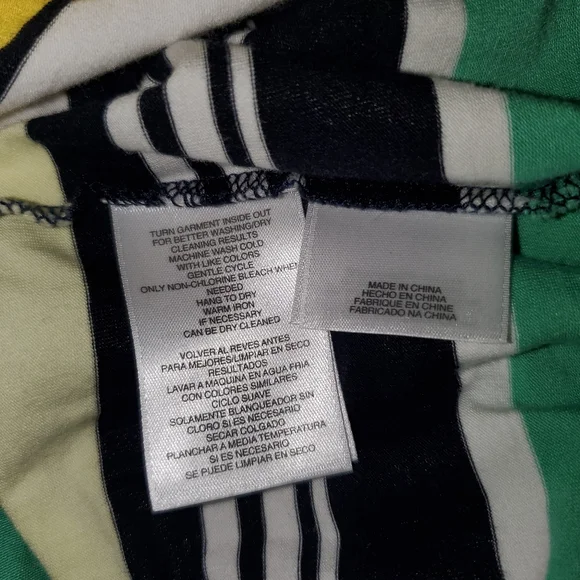 TURN GARMENT INSIDE OUT
FOR BETTER WASHING/DRY
CLEANING RESULTS
MACHINE WASH COLD
WITH LIKE COLORS
GENTLE CYCLE
ONLY NON-CHLORINE BLEACH WHEN
NEEDED
HANG TO DRY
WARM IRON
IF NECESSARY
CAN BE DRY CLEANED
VOLVER AL REVES ANTES
PARA MEJORES/LIMPIAR EN SECO
RESULTADOS
LAVAR A MAQUINA EN AGUA FRIA
CON COLORES SIMILARES
CICLO SUAVE
SOLAMENTE BLANQUEADOR SIN
CLORO SI ES NECESARIO
SECAR COLGADO
PLANCHAR A MEDIA TEMPERATURA
SI ES NECESARIO
SE PUEDE LIMPIAR EN SECO
MADE IN CHINA
HECHO EN CHINA
FABRIQUE EN CHINE
FABRICADO NA CHINA